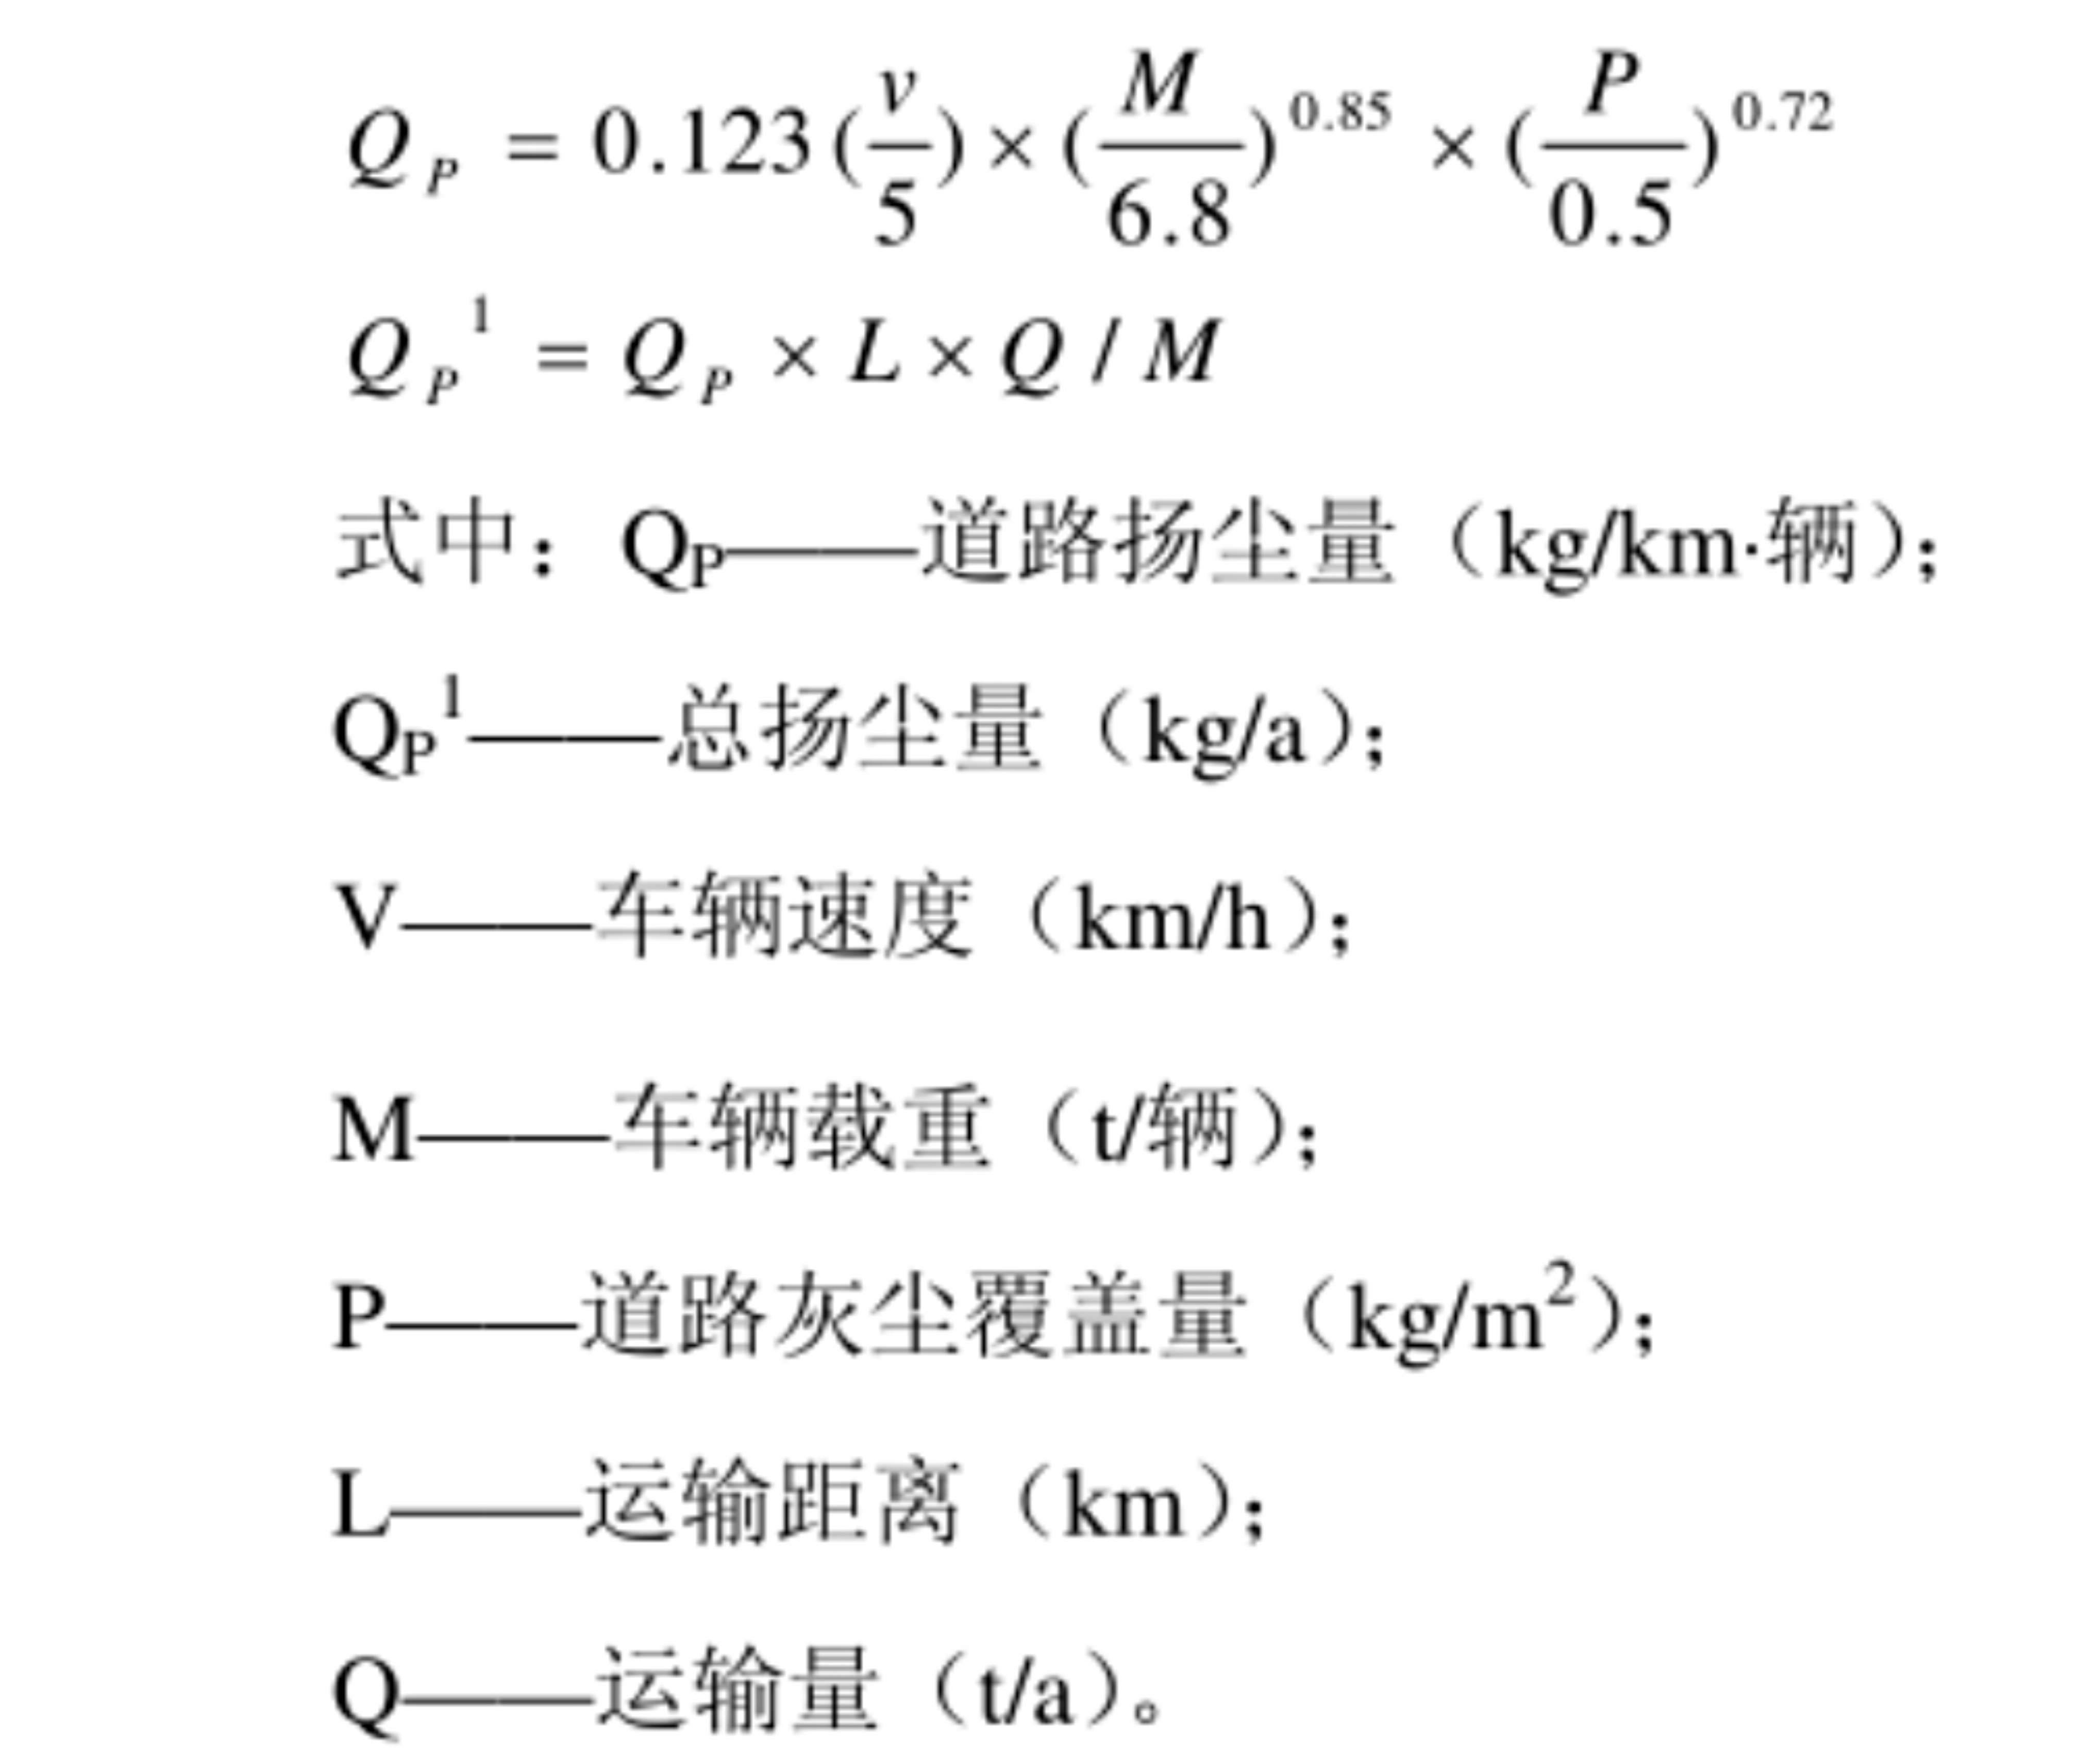 Q_P = 0.123(v/5)×(M/6.8)^0.85×(P/0.5)^0.72
Q_P^1 = Q_P × L × Q / M
式中：Q_P——道路扬尘量（kg/km·辆）；
Q_P^1——总扬尘量（kg/a）；
V——车辆速度（km/h）；
M——车辆载重（t/辆）；
P——道路灰尘覆盖量（kg/m²）；
L——运输距离（km）；
Q——运输量（t/a）。